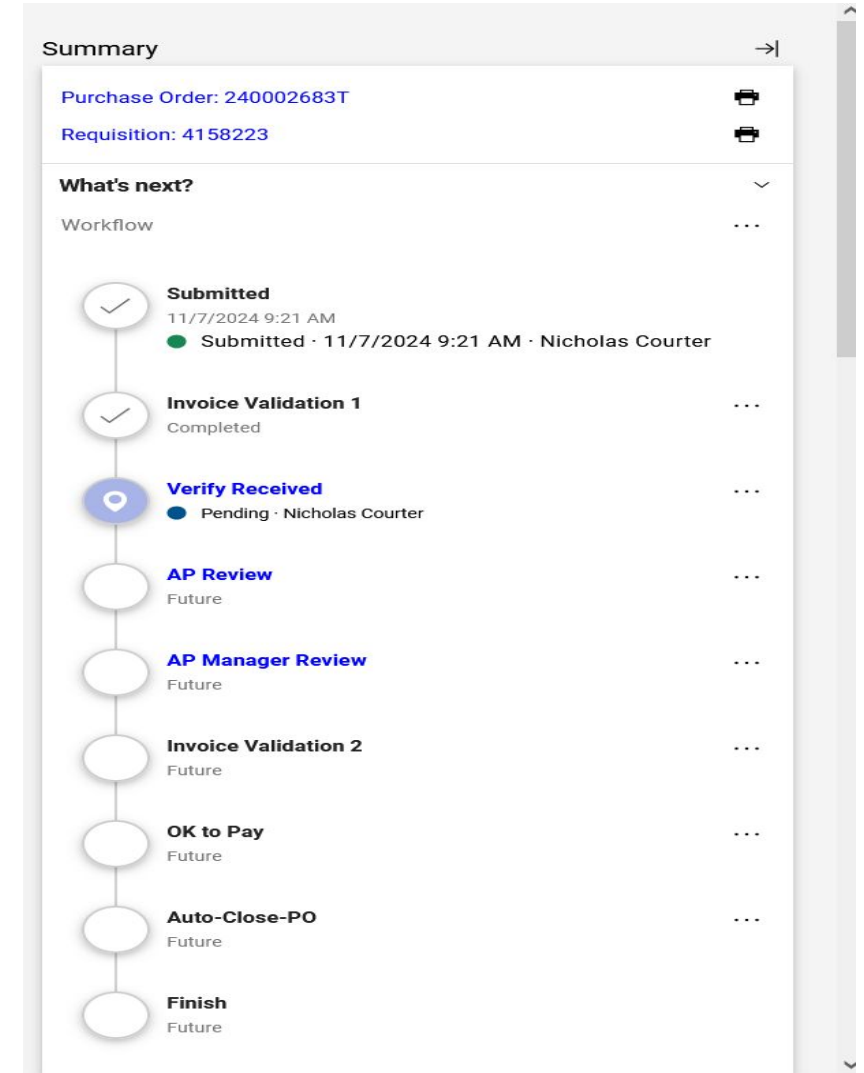 Summary
Purchase Order: 240002683T
Requisition: 4158223
What's next?
Workflow
Submitted
11/7/2024 9:21 AM
Submitted · 11/7/2024 9:21 AM · Nicholas Courter
Invoice Validation 1
Completed
Verify Received
Pending · Nicholas Courter
AP Review
Future
AP Manager Review
Future
Invoice Validation 2
Future
OK to Pay
Future
Auto-Close-PO
Future
Finish
Future